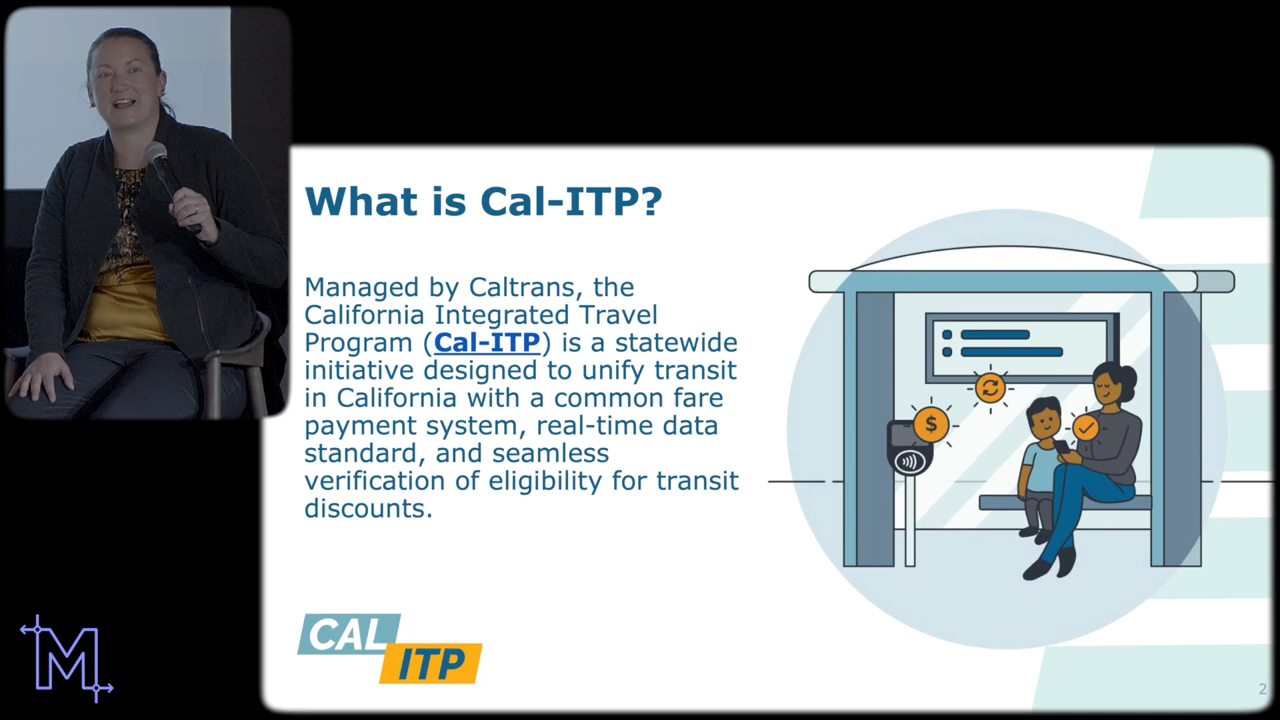 What is Cal-ITP?
Managed by Caltrans, the
California Integrated Travel
Program (Cal-ITP) is a statewide
initiative designed to unify transit
in California with a common fare
payment system, real-time data
standard, and seamless
verification of eligibility for transit
discounts.
$
CAL
ITP
M
2